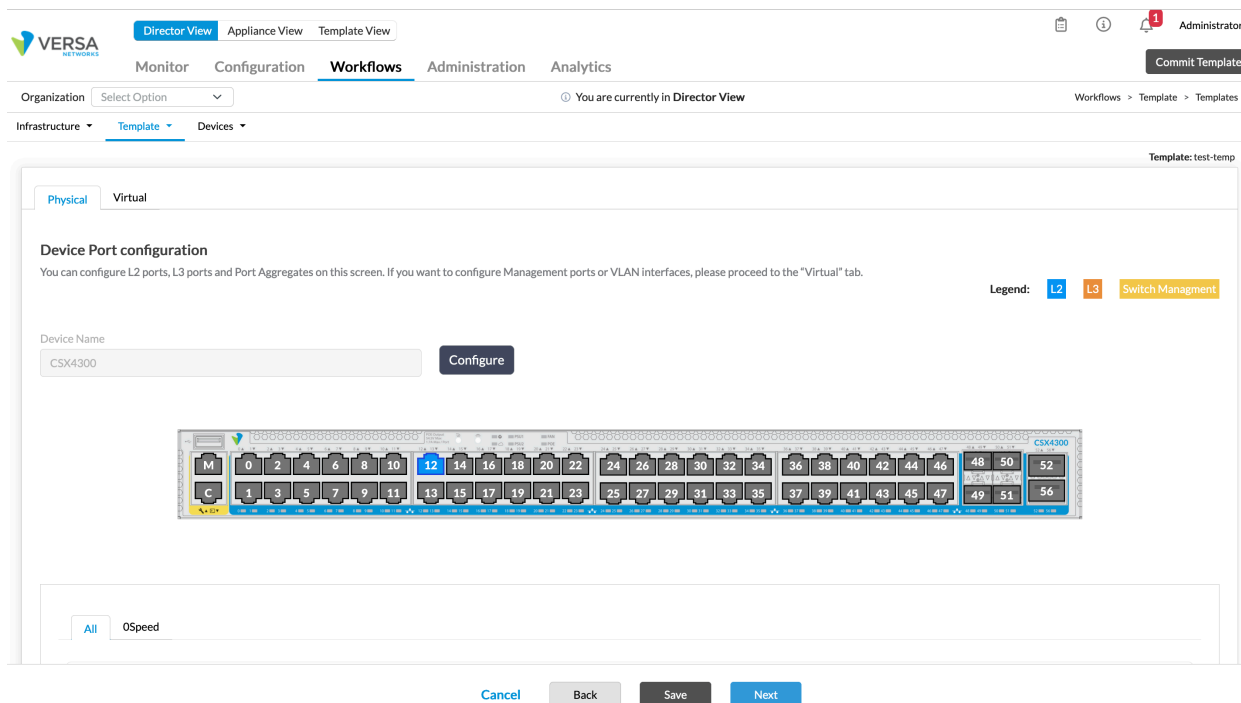 VERSA
NETWORKS
Director View Appliance View Template View
1
Administrator
Monitor Configuration Workflows Administration Analytics
Commit Template
Organization Select Option
You are currently in Director View
Workflows > Template > Templates
Infrastructure Template Devices
Template: test-temp
Physical Virtual
Device Port configuration
You can configure L2 ports, L3 ports and Port Aggregates on this screen. If you want to configure Management ports or VLAN interfaces, please proceed to the “Virtual” tab.
Legend: L2 L3 Switch Managment
Device Name
CSX4300
Configure
CSX4300
M 0 2 4 6 8 10 12 14 16 18 20 22 24 26 28 30 32 34 36 38 40 42 44 46 48 50 52
C 1 3 5 7 9 11 13 15 17 19 21 23 25 27 29 31 33 35 37 39 41 43 45 47 49 51 56
All 0Speed
Cancel Back Save Next